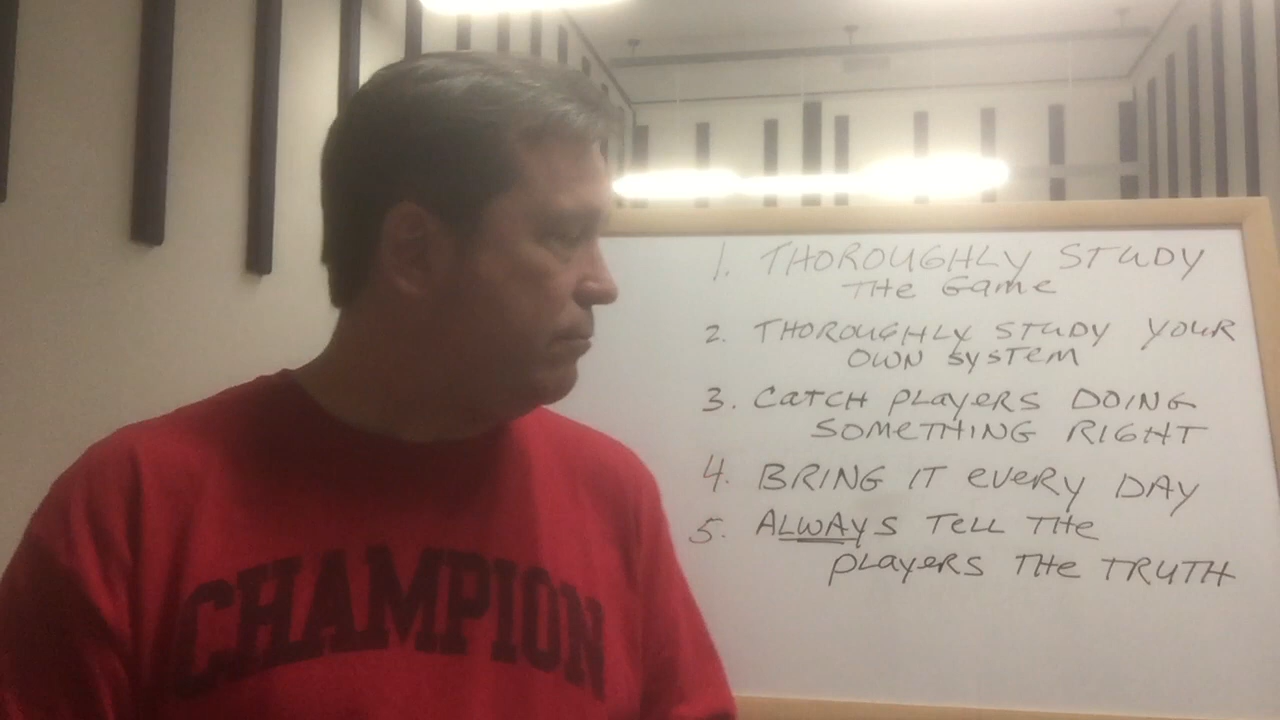 1. THOROUGHLY STUDY
THe Game
2. THOROUGHLY STUDY YOUR
OWN SYSTeM
3. CaTCH PLayeRS DOING
SOMeTHING RIGHT
4. BRING IT eveRy DAY
5. ALWAYS TeLL THe
PLayeRS THe TRUTH
CHAMPION